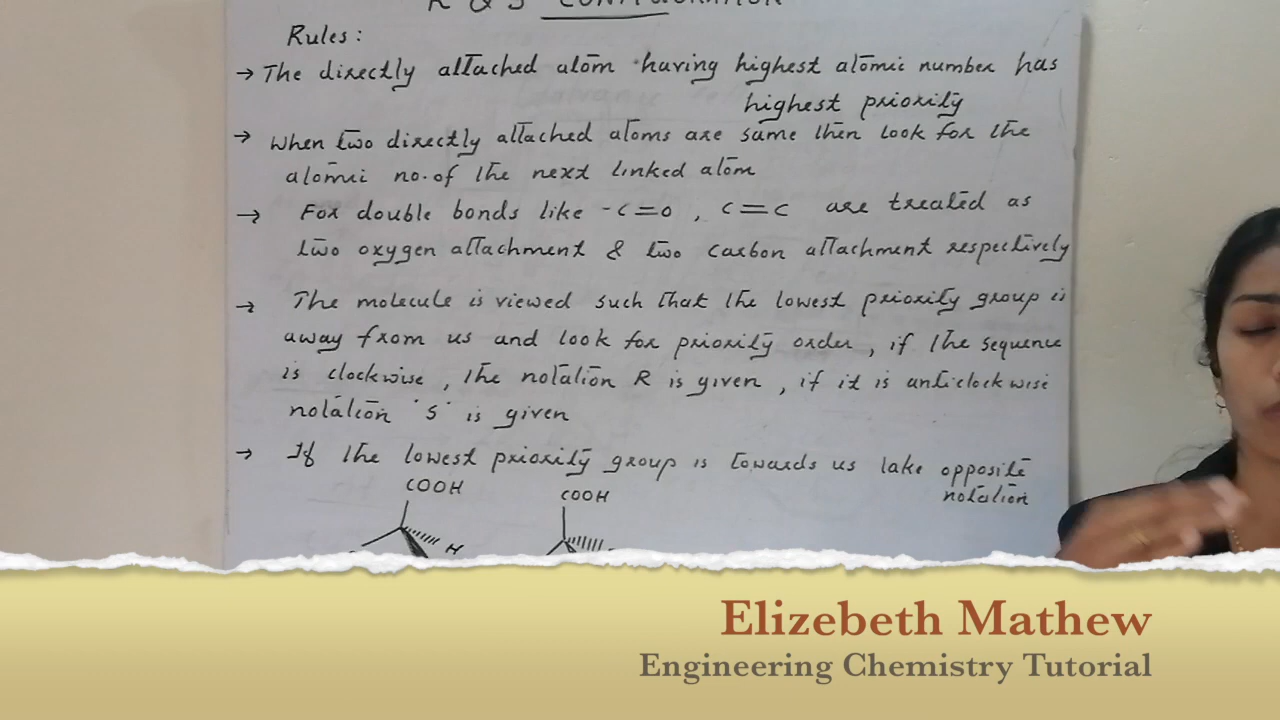 R & S CONFIGURATION
Rules:
→ The directly attached atom having highest atomic number has
highest priority
→ When two directly attached atoms are same then look for the
atomic no. of the next linked atom
→ For double bonds like -C=O, C=C are treated as
two oxygen attachment & two carbon attachment respectively
→ The molecule is viewed such that the lowest priority group is
away from us and look for priority order, if the sequence
is clockwise, the notation R is given, if it is anticlockwise
notation 'S' is given
→ If the lowest priority group is towards us take opposite
notation
COOH COOH
H
Elizebeth Mathew
Engineering Chemistry Tutorial